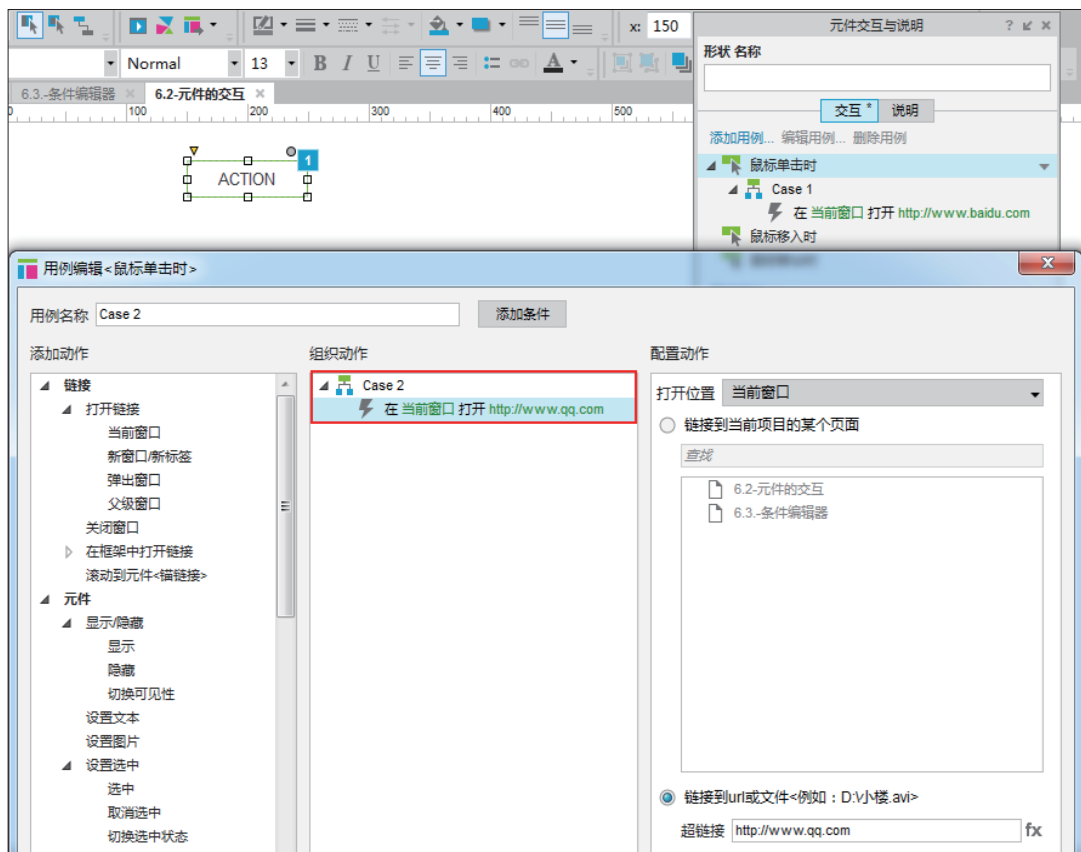 x: 150
元件交互与说明
Normal 13 B I U A
形状 名称
6.3.-条件编辑器
6.2-元件的交互
100 200 300 400 500
交互 * 说明
添加用例... 编辑用例... 删除用例
鼠标单击时
ACTION 1
Case 1
在 当前窗口 打开 http://www.baidu.com
鼠标移入时
用例编辑<鼠标单击时>
用例名称 Case 2 添加条件
添加动作
链接
打开链接
当前窗口
新窗口/新标签
弹出窗口
父级窗口
关闭窗口
在框架中打开链接
滚动到元件<锚链接>
元件
显示/隐藏
显示
隐藏
切换可见性
设置文本
设置图片
设置选中
选中
取消选中
切换选中状态
组织动作
Case 2
在 当前窗口 打开 http://www.qq.com
配置动作
打开位置 当前窗口
链接到当前项目的某个页面
查找
6.2-元件的交互
6.3.-条件编辑器
链接到url或文件<例如：D:\小楼.avi>
超链接 http://www.qq.com fx